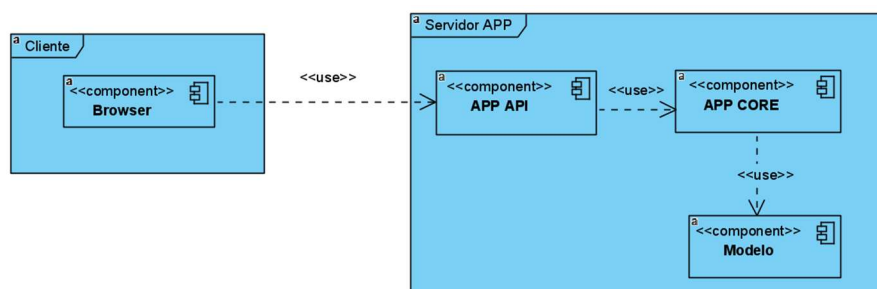 a Cliente
a
<<component>>
Browser
<<use>>
a Servidor APP
a
<<component>>
APP API
<<use>>
a
<<component>>
APP CORE
<<use>>
a
<<component>>
Modelo